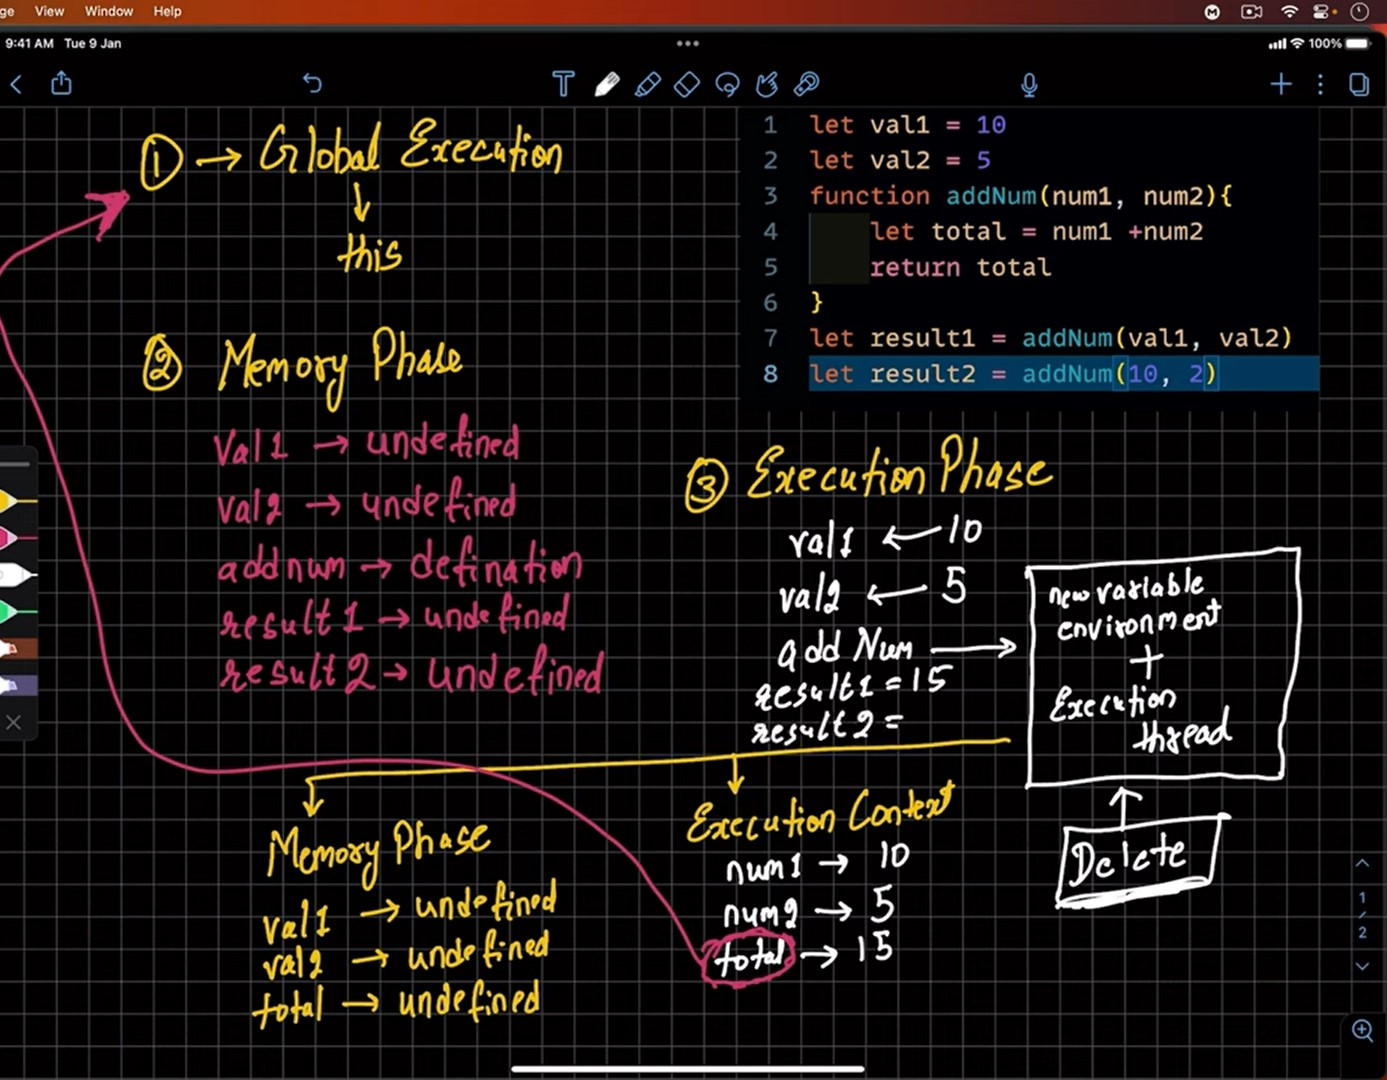 ge View Window Help
9:41 AM Tue 9 Jan
100%
① → Global Execution
this
② Memory Phase
Val1 → undefined
val2 → undefined
addnum → defination
result1 → undefined
result2 → undefined
1 let val1 = 10
2 let val2 = 5
3 function addNum(num1, num2){
4 let total = num1 +num2
5 return total
6 }
7 let result1 = addNum(val1, val2)
8 let result2 = addNum(10, 2)
③ Execution Phase
val1 ← 10
val2 ← 5
add Num →
result1 = 15
result2 =
new variable
environment
+
Execution
thread
Delete
Memory Phase
val1 → undefined
val2 → undefined
total → undefined
Execution Context
num1 → 10
num2 → 5
total → 15
1
/
2